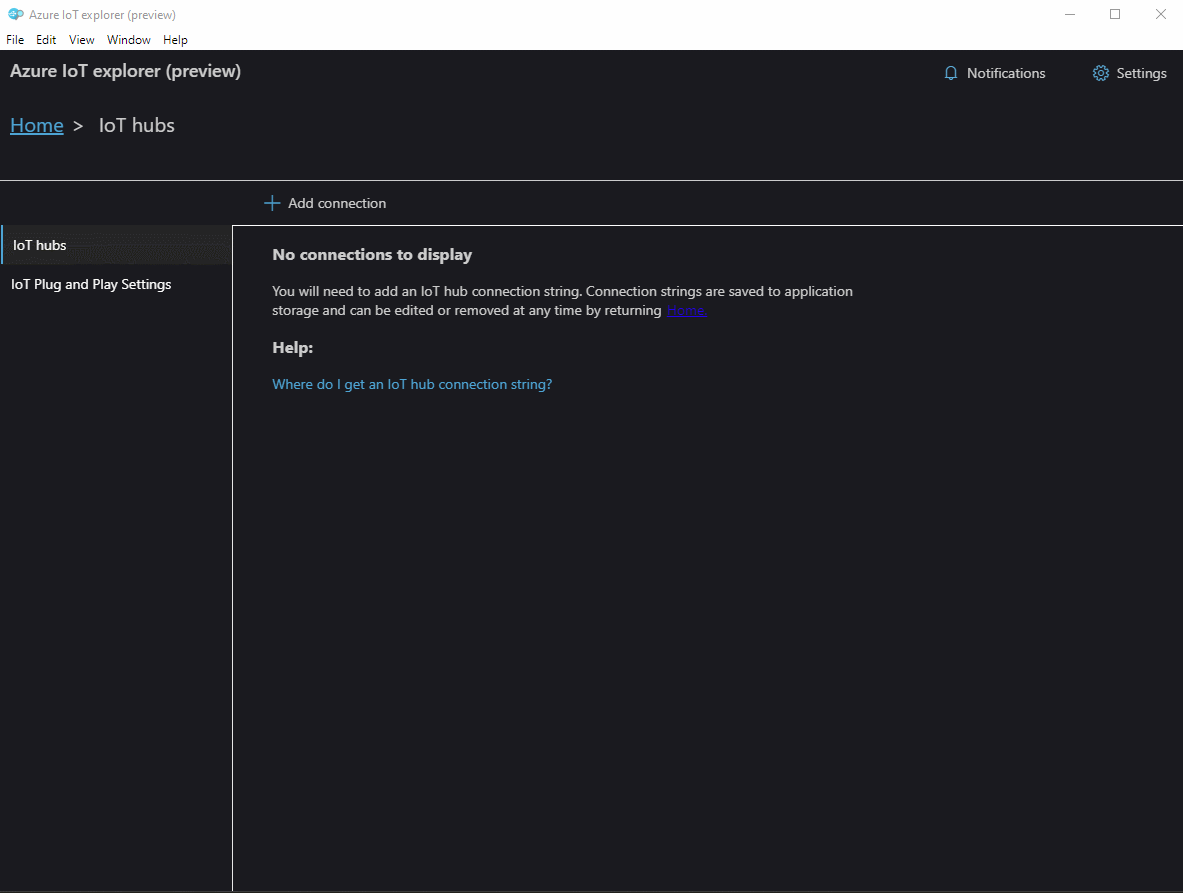 Azure IoT explorer (preview)
File Edit View Window Help
Azure IoT explorer (preview)
Notifications
Settings
Home > IoT hubs
Add connection
IoT hubs
IoT Plug and Play Settings
No connections to display
You will need to add an IoT hub connection string. Connection strings are saved to application
storage and can be edited or removed at any time by returning Home.
Help:
Where do I get an IoT hub connection string?